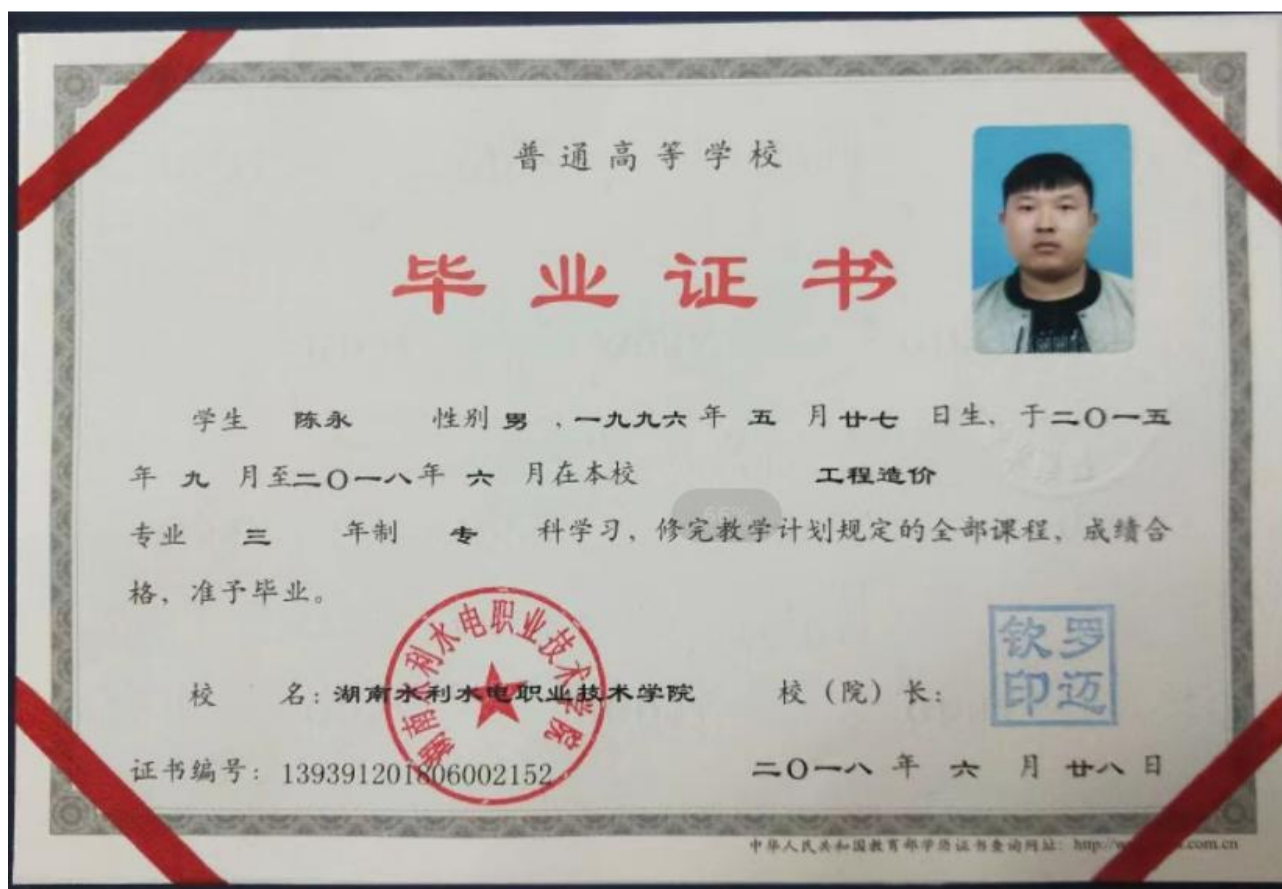 普通高等学校
毕业证书
学生 陈永 性别 男 , 一九九六 年 五 月 廿七 日生, 于二〇一五
年 九 月至二〇一八年 六 月在本校 工程造价
专业 三 年制 专 科学习, 修完教学计划规定的全部课程, 成绩合
格, 准予毕业。
湖南水利水电职业技术学院
钦罗
印迈
校 名: 湖南水利水电职业技术学院 校 (院) 长:
证书编号: 139391201806002152 二〇一八 年 六 月 廿八 日
中华人民共和国教育部学历证书查询网址: http://
.com.cn
66%